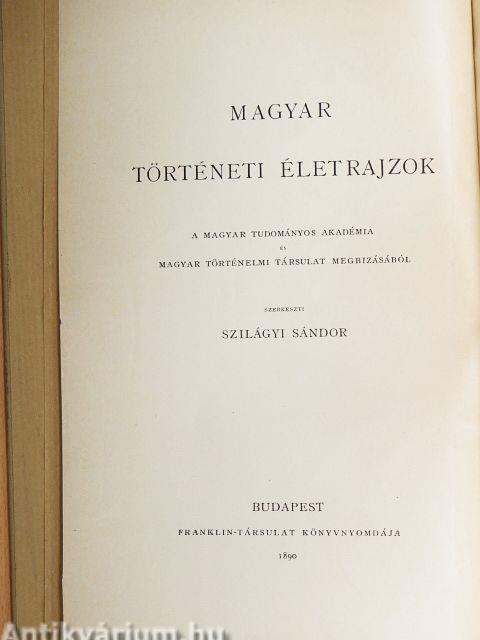 MAGYAR
TÖRTÉNETI ÉLETRAJZOK
A MAGYAR TUDOMÁNYOS AKADÉMIA
ÉS
MAGYAR TÖRTÉNELMI TÁRSULAT MEGBIZÁSÁBÓL
SZERKESZTI
SZILÁGYI SÁNDOR
BUDAPEST
FRANKLIN-TÁRSULAT KÖNYVNYOMDÁJA
1890
Antikvárium.hu